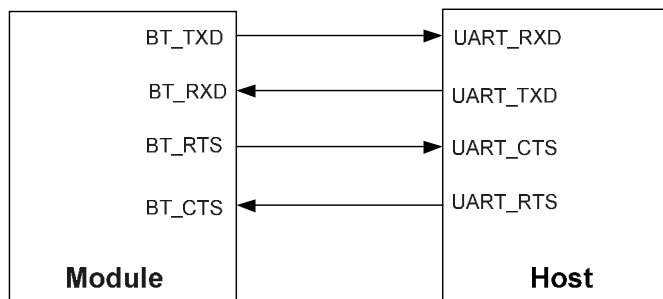 BT_TXD UART_RXD
BT_RXD UART_TXD
BT_RTS UART_CTS
BT_CTS UART_RTS
Module Host